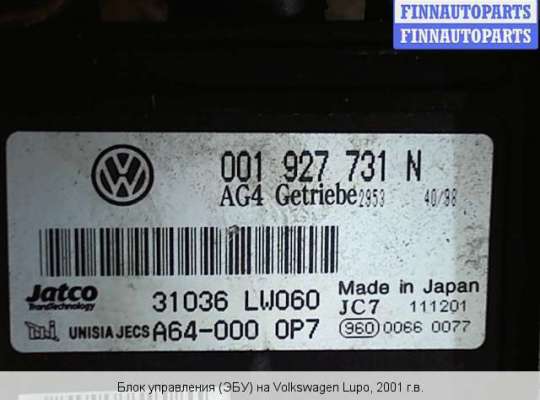 FINNAUTOPARTS
FINNAUTOPARTS
001 927 731 N
AG4 Getriebe 2953 40/98
Jatco 31036 LW060 Made in Japan
TransTechnology JC7 111201
UNISIA JECS A64-000 0P7 960 0066 0077
Блок управления (ЭБУ) на Volkswagen Lupo, 2001 г.в.